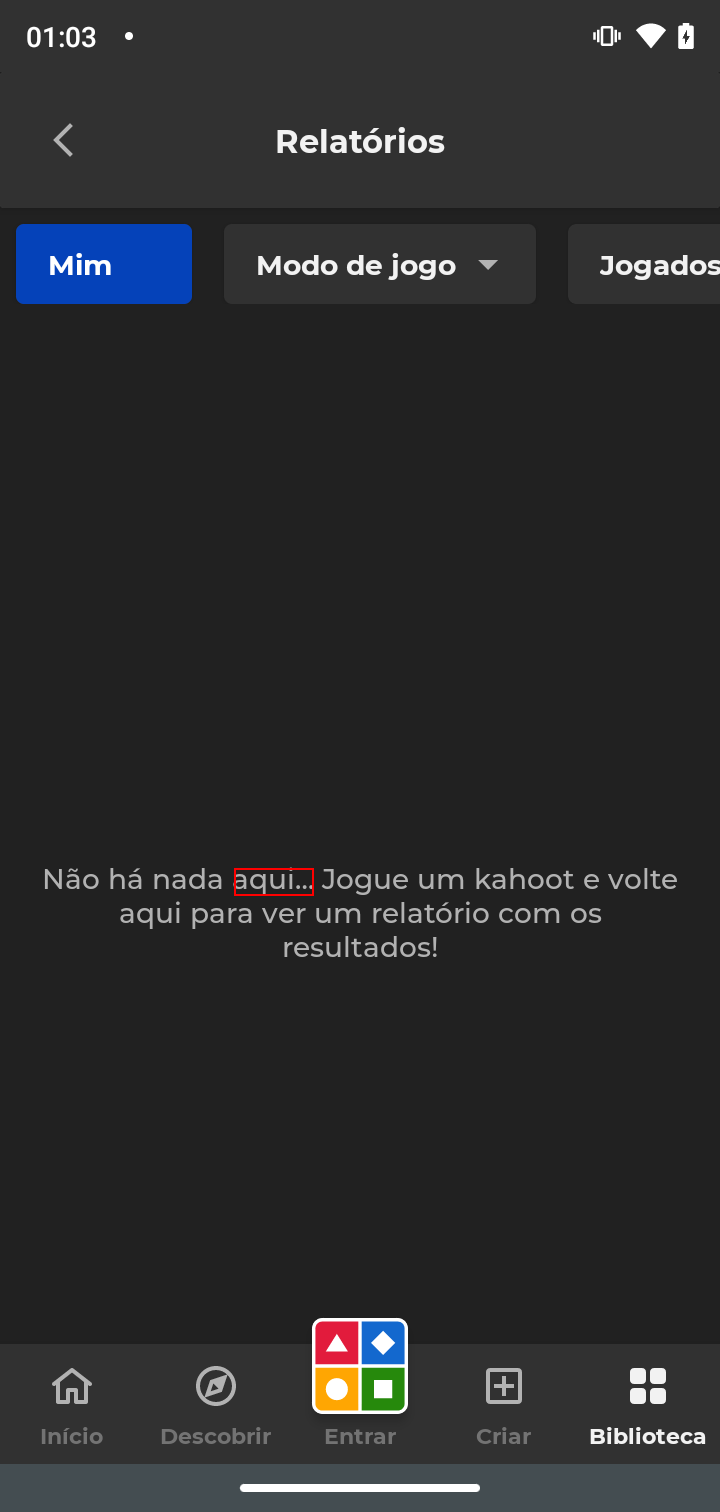 01:03
Relatórios
Mim
Modo de jogo
Jogados
Não há nada aqui... Jogue um kahoot e volte
aqui para ver um relatório com os
resultados!
Início
Descobrir
Entrar
Criar
Biblioteca